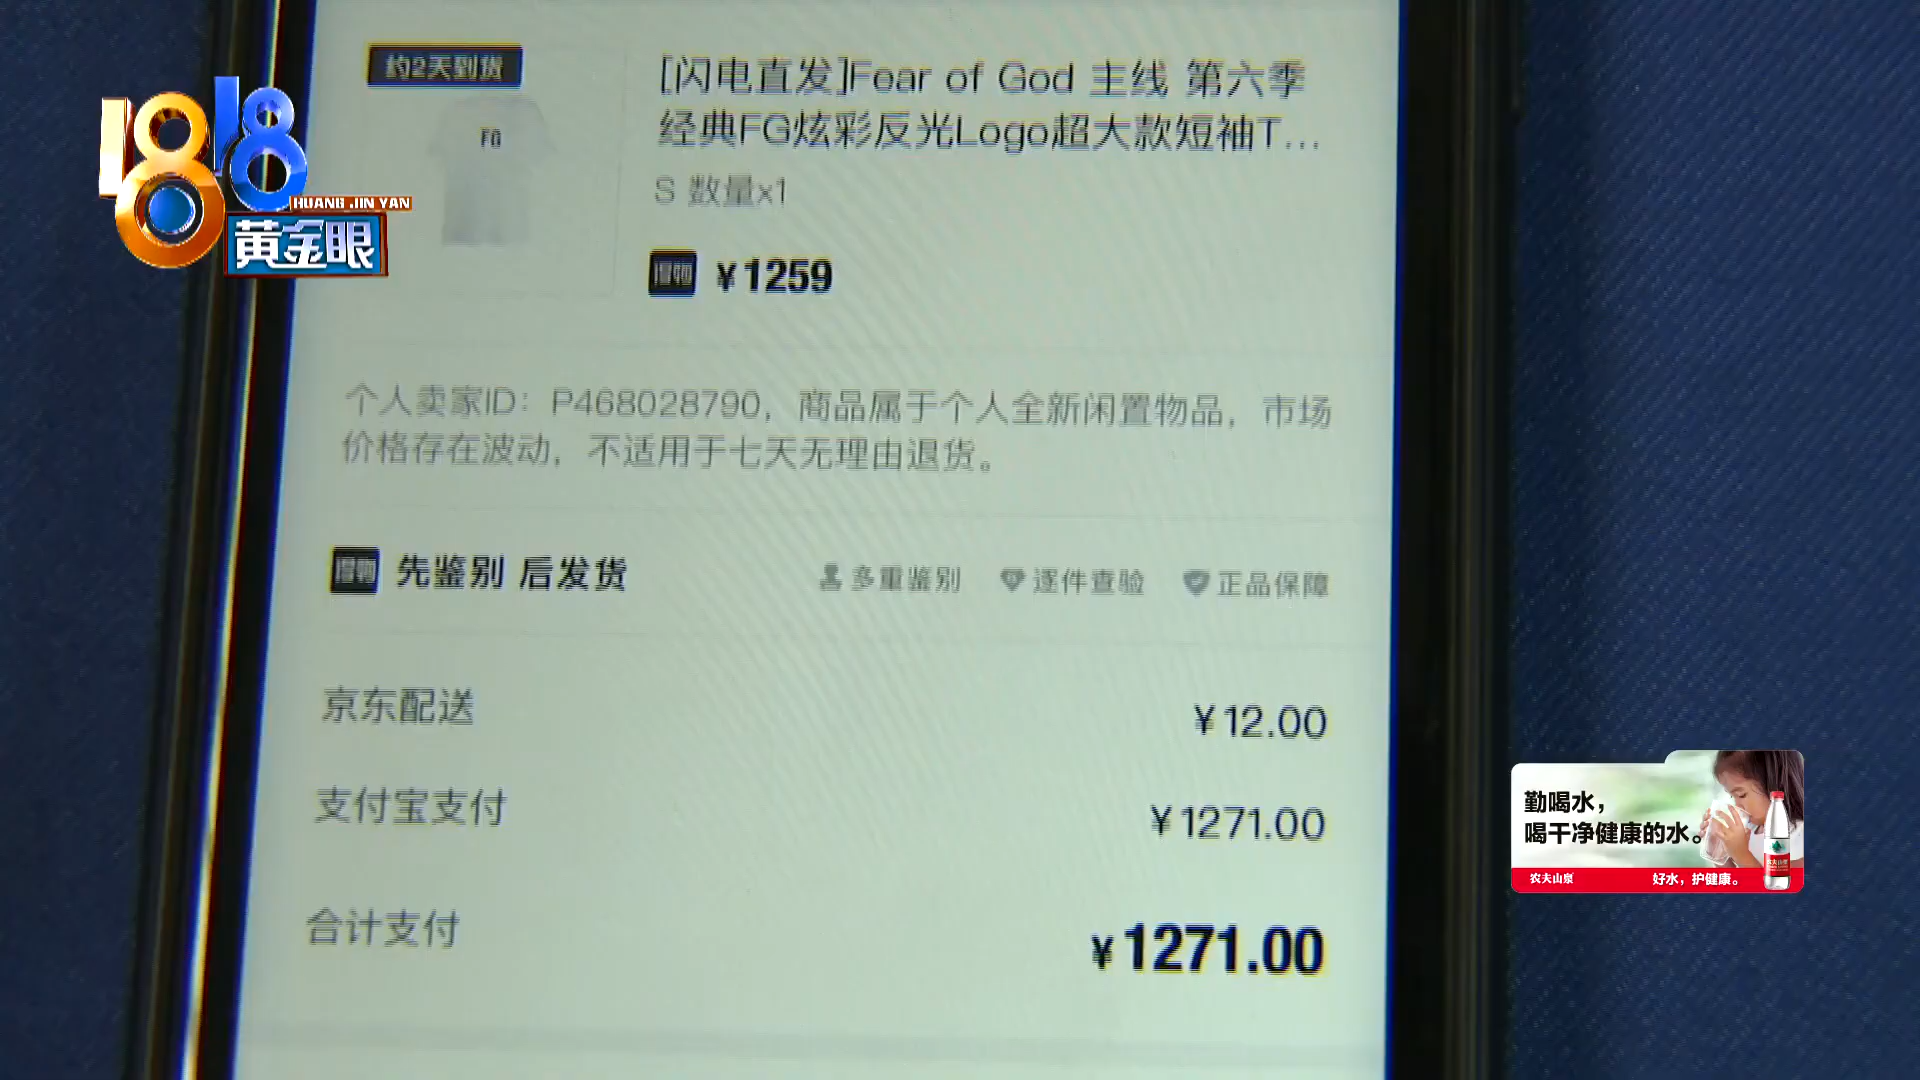 约2天到货
[闪电直发]Fear of God 主线 第六季
经典FG炫彩反光Logo超大款短袖T...
FG
S 数量x1
得物 ¥1259
1818
HUANG JIN YAN
黄金眼
个人卖家ID：P468028790，商品属于个人全新闲置物品，市场
价格存在波动，不适用于七天无理由退货。
得物 先鉴别 后发货 多重鉴别 逐件查验 正品保障
京东配送 ¥12.00
支付宝支付 ¥1271.00
合计支付 ¥1271.00
勤喝水，
喝干净健康的水。
农夫山泉 好水，护健康。